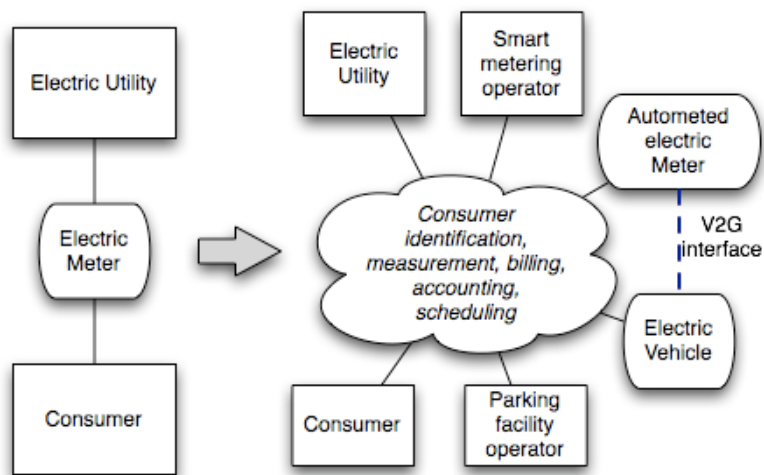 Electric Utility
Electric
Meter
Consumer
Electric
Utility
Smart
metering
operator
Autometed
electric
Meter
Consumer
identification,
measurement, billing,
accounting,
scheduling
V2G
interface
Electric
Vehicle
Consumer
Parking
facility
operator